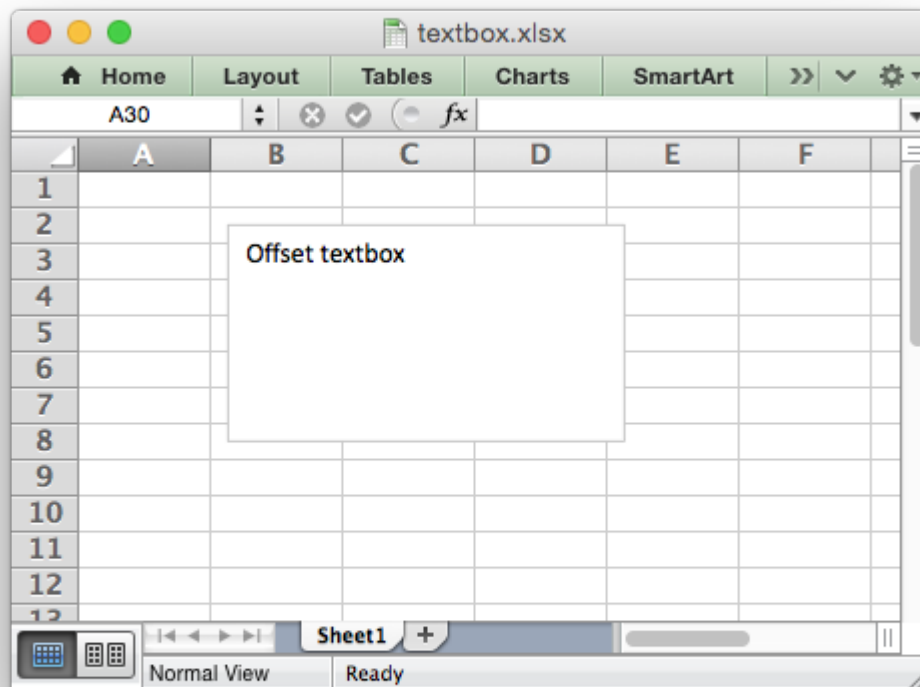 textbox.xlsx
Home Layout Tables Charts SmartArt
A30 fx
A B C D E F
1
2
Offset textbox
3
4
5
6
7
8
9
10
11
12
13
Sheet1 +
Normal View Ready